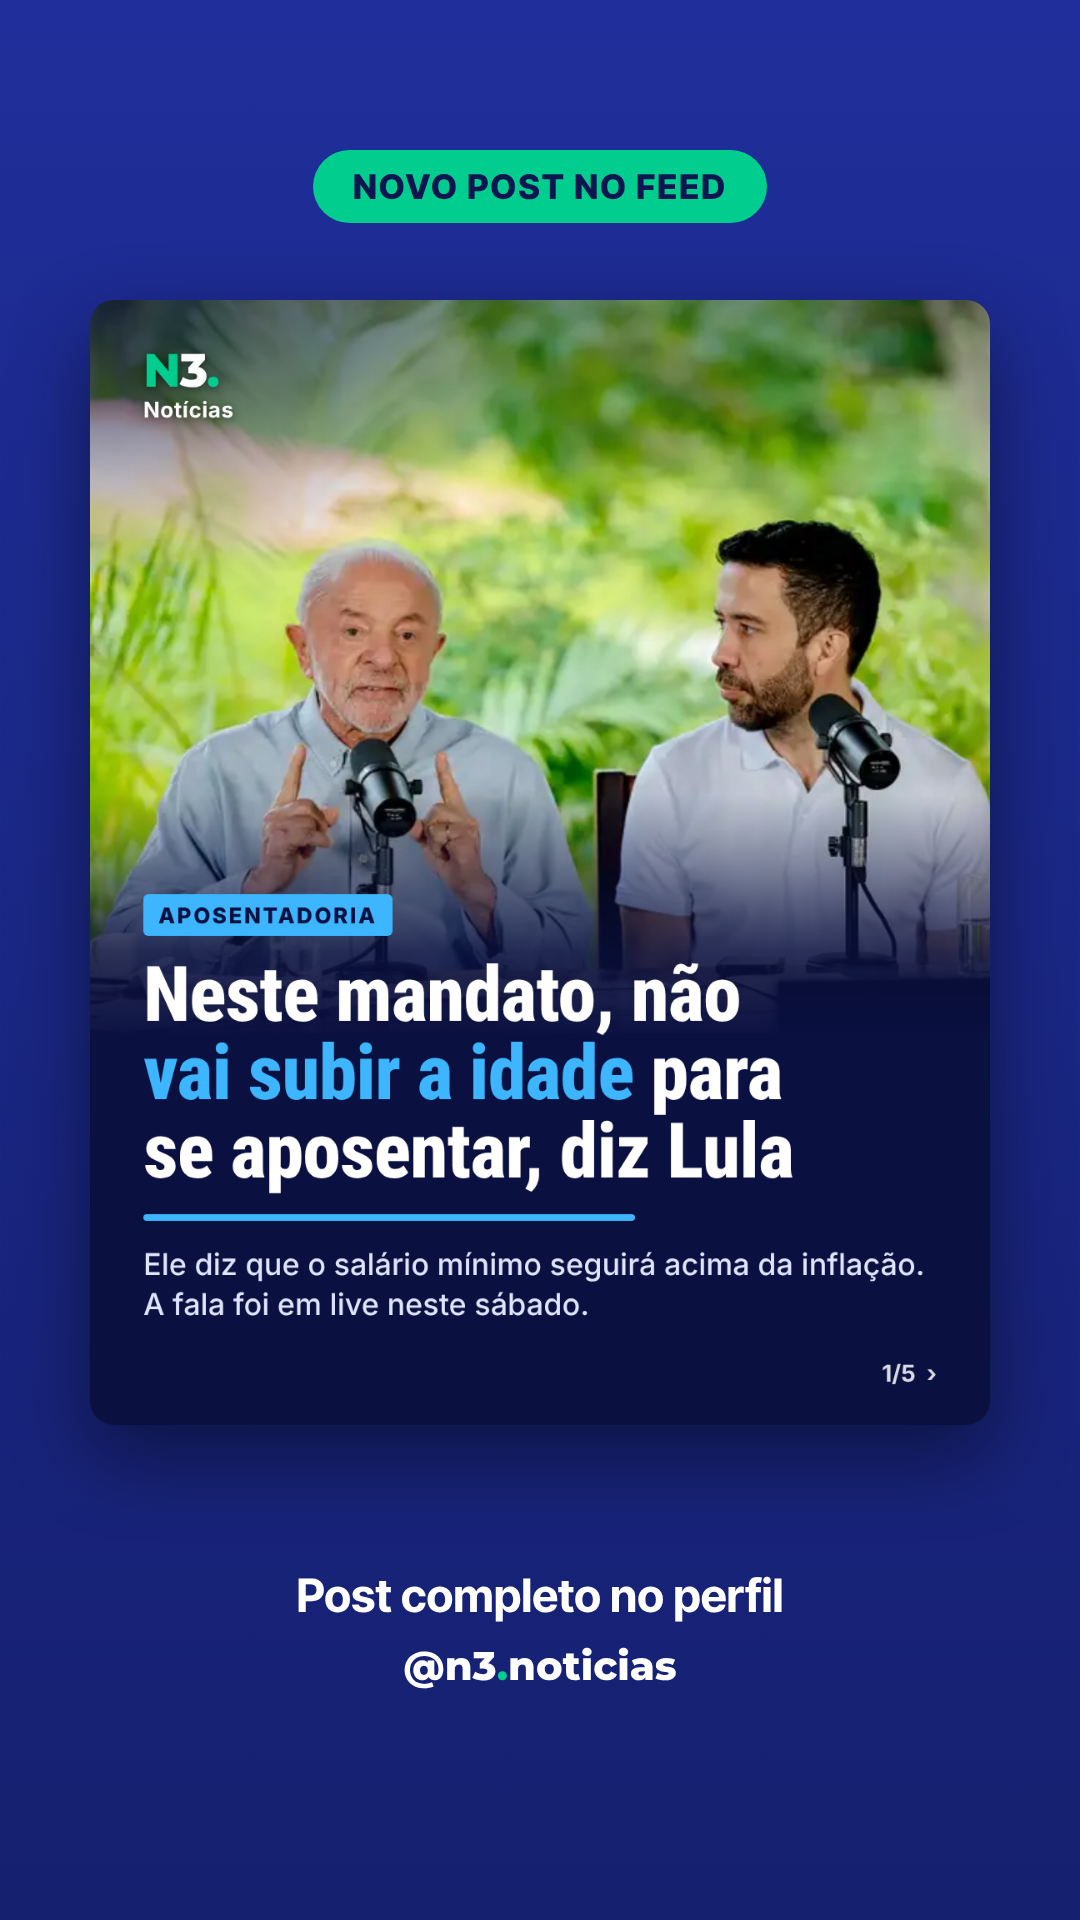 NOVO POST NO FEED
N3.
Notícias
APOSENTADORIA
Neste mandato, não
vai subir a idade para
se aposentar, diz Lula
Ele diz que o salário mínimo seguirá acima da inflação.
A fala foi em live neste sábado.
1/5 ›
Post completo no perfil
@n3.noticias